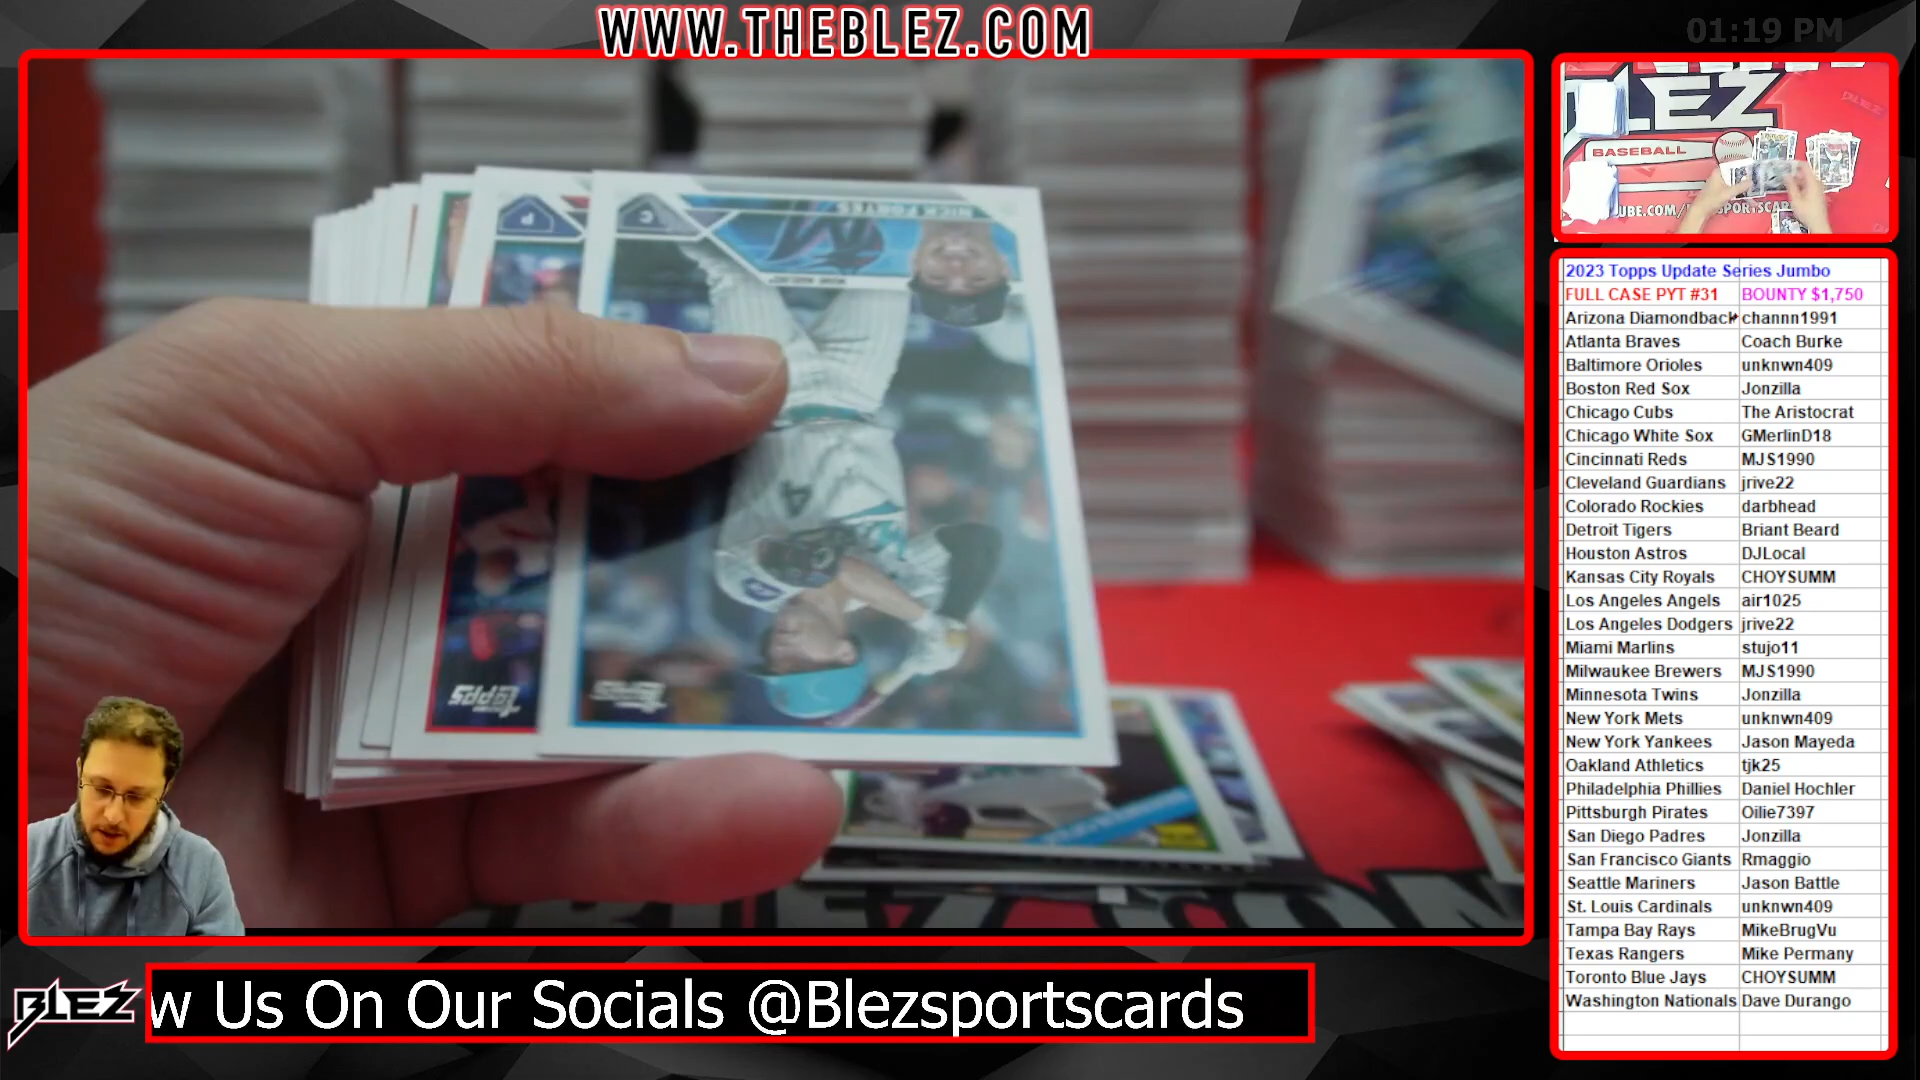 WWW.THEBLEZ.COM
01:19 PM
NICK FORTES
C
P
Topps
Topps
BLEZ
BASEBALL
2023 Topps Update Series Jumbo
FULL CASE PYT #31 BOUNTY $1,750
Arizona Diamondback channn1991
Atlanta Braves Coach Burke
Baltimore Orioles unknwn409
Boston Red Sox Jonzilla
Chicago Cubs The Aristocrat
Chicago White Sox GMerlinD18
Cincinnati Reds MJS1990
Cleveland Guardians jrive22
Colorado Rockies darbhead
Detroit Tigers Briant Beard
Houston Astros DJLocal
Kansas City Royals CHOYSUMM
Los Angeles Angels air1025
Los Angeles Dodgers jrive22
Miami Marlins stujo11
Milwaukee Brewers MJS1990
Minnesota Twins Jonzilla
New York Mets unknwn409
New York Yankees Jason Mayeda
Oakland Athletics tjk25
Philadelphia Phillies Daniel Hochler
Pittsburgh Pirates Oilie7397
San Diego Padres Jonzilla
San Francisco Giants Rmaggio
Seattle Mariners Jason Battle
St. Louis Cardinals unknwn409
Tampa Bay Rays MikeBrugVu
Texas Rangers Mike Permany
Toronto Blue Jays CHOYSUMM
Washington Nationals Dave Durango
BLEZ
w Us On Our Socials @Blezsportscards